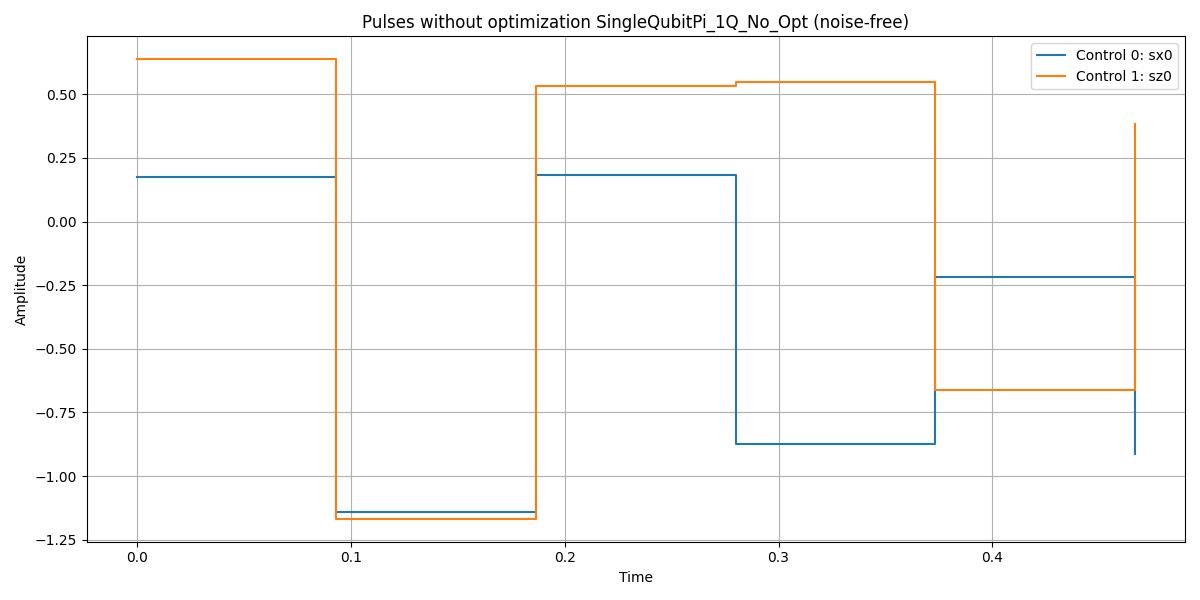 Pulses without optimization SingleQubitPi_1Q_No_Opt (noise-free)
Control 0: sx0
Control 1: sz0
Amplitude
0.50
0.25
0.00
−0.25
−0.50
−0.75
−1.00
−1.25
0.0 0.1 0.2 0.3 0.4
Time